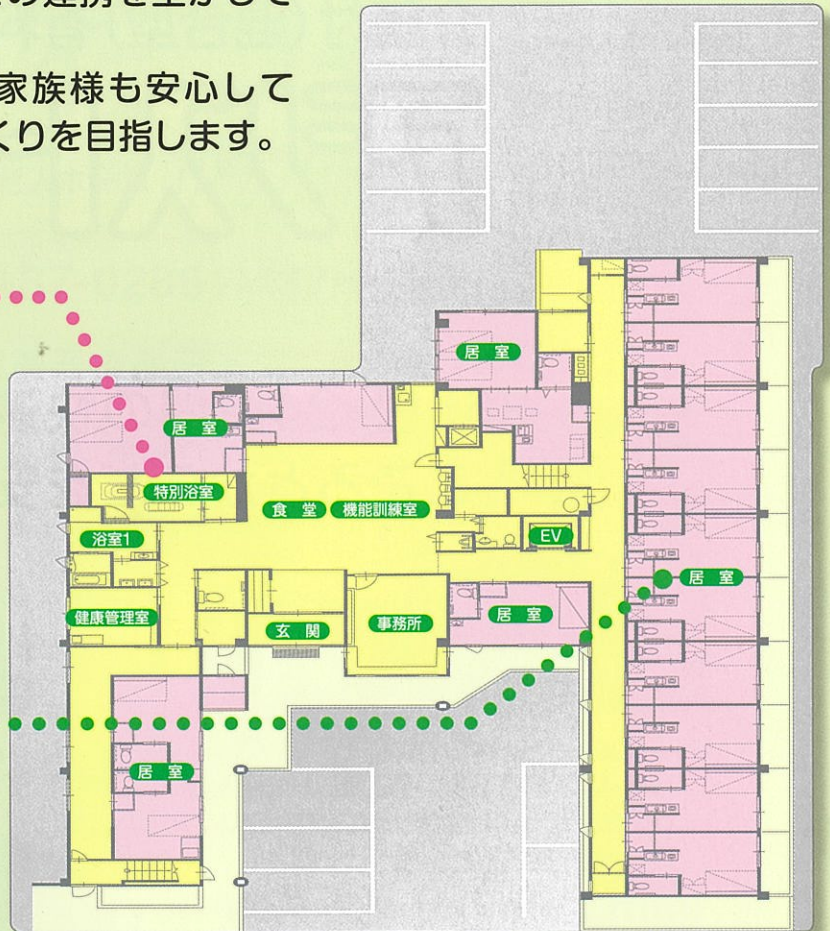 の連携を生かして
家族様も安心して
くりを目指します。
居 室
居 室
特別浴室
食 堂
機能訓練室
浴室1
EV
居 室
健康管理室
玄 関
事務所
居 室
居 室